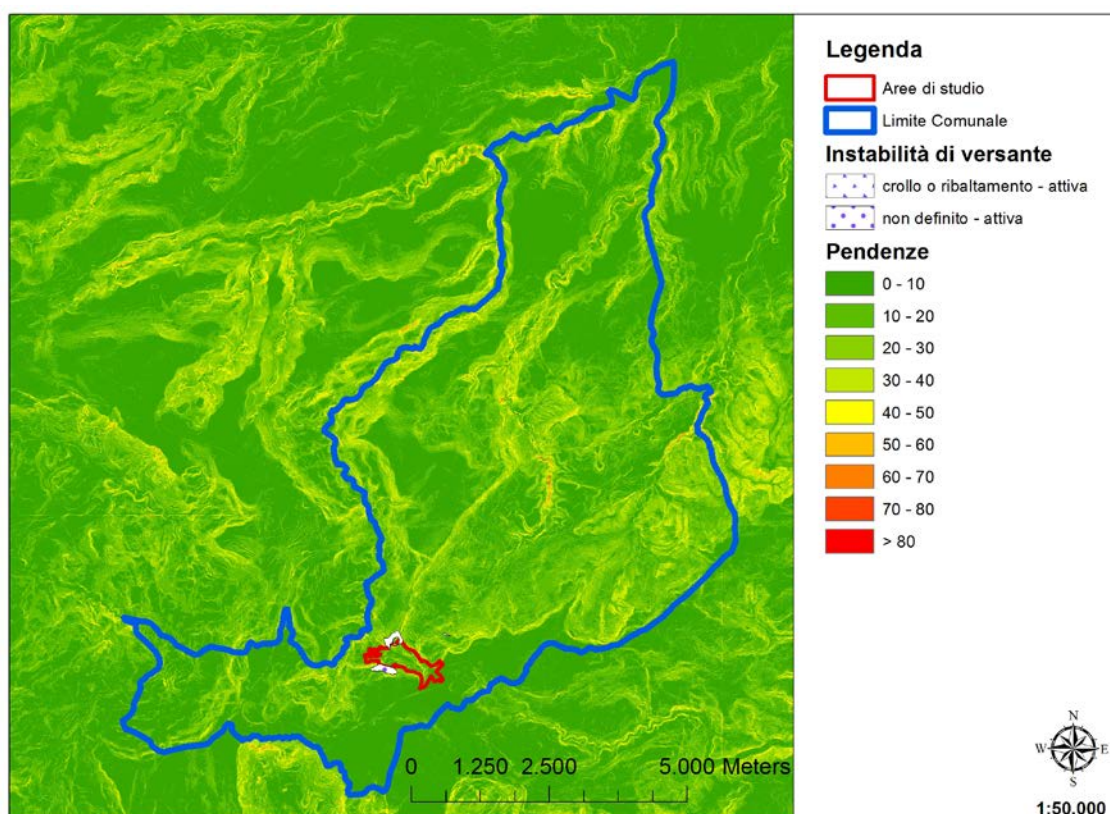 Legenda
Aree di studio
Limite Comunale
Instabilità di versante
crollo o ribaltamento - attiva
non definito - attiva
Pendenze
0 - 10
10 - 20
20 - 30
30 - 40
40 - 50
50 - 60
60 - 70
70 - 80
> 80
0 1.250 2.500 5.000 Meters
N
W E
S
1:50.000